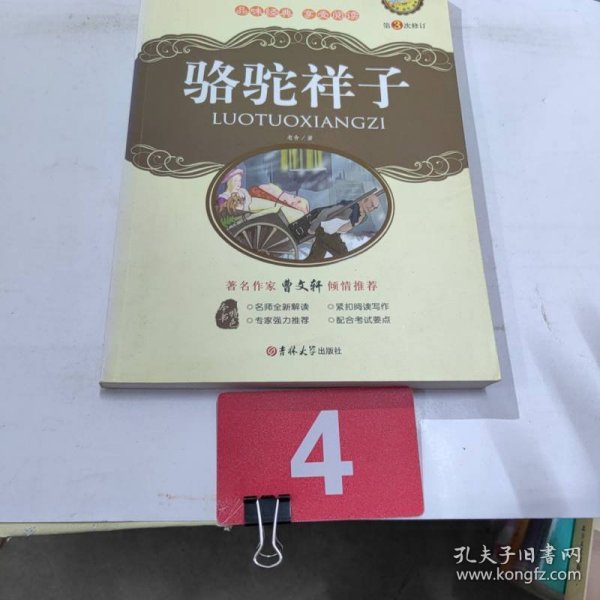 品味经典 享受阅读
第3次修订
骆驼祥子
LUOTUOXIANGZI
老舍/著
著名作家 曹文轩 倾情推荐
○名师全新解读 ○紧扣阅读写作
○专家强力推荐 ○配合考试要点
吉林大学出版社
4
孔夫子旧书网
www.kongfz.com